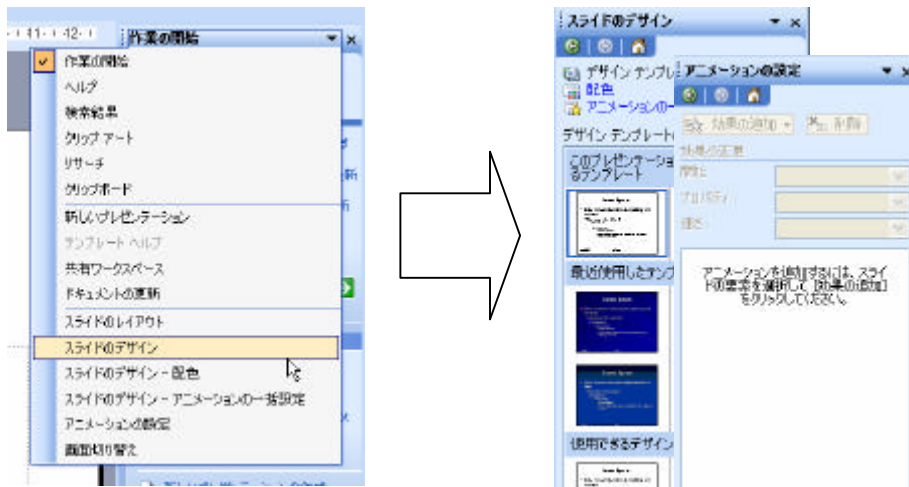 11・ 12・
作業の開始
作業の開始
ヘルプ
検索結果
クリップ アート
リサーチ
クリップボード
新しいプレゼンテーション
テンプレート ヘルプ
共有ワークスペース
ドキュメントの更新
スライドのレイアウト
スライドのデザイン
スライドのデザイン - 配色
スライドのデザイン - アニメーションの一括設定
アニメーションの設定
画面切り替え
スライドのデザイン
デザイン テンプレ
配色
アニメーションの一
デザイン テンプレート
このプレゼンテーショ
るテンプレート
最近使用したテンプ
使用できるデザイン
アニメーションの設定
効果の追加
削除
効果の変更
開始:
プロパティ:
速さ:
アニメーションを追加するには、スライ
ドの要素を選択して [効果の追加]
をクリックしてください。